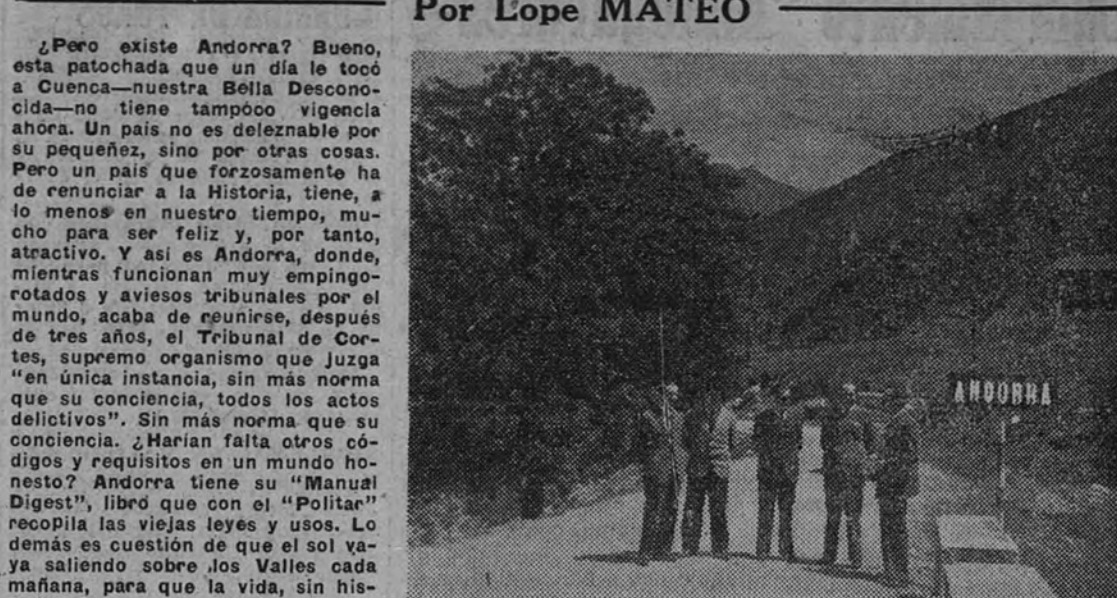 Por Lope MATEO
¿Pero existe Andorra? Bueno,
esta patochada que un día le tocó
a Cuenca—nuestra Bella Descono-
cida—no tiene tampóco vigencia
ahora. Un país no es deleznable por
su pequeñez, sino por otras cosas.
Pero un país que forzosamente ha
de renunciar a la Historia, tiene, a
lo menos en nuestro tiempo, mu-
cho para ser feliz y, por tanto,
atractivo. Y así es Andorra, donde,
mientras funcionan muy empingo-
rotados y aviesos tribunales por el
mundo, acaba de reunirse, después
de tres años, el Tribunal de Cor-
tes, supremo organismo que juzga
"en única instancia, sin más norma
que su conciencia, todos los actos
delictivos". Sin más norma que su
conciencia. ¿Harían falta otros có-
digos y requisitos en un mundo ho-
nesto? Andorra tiene su "Manual
Digest", libro que con el "Politar"
recopila las viejas leyes y usos. Lo
demás es cuestión de que el sol va-
ya saliendo sobre los Valles cada
mañana, para que la vida, sin his-
ANDORRA